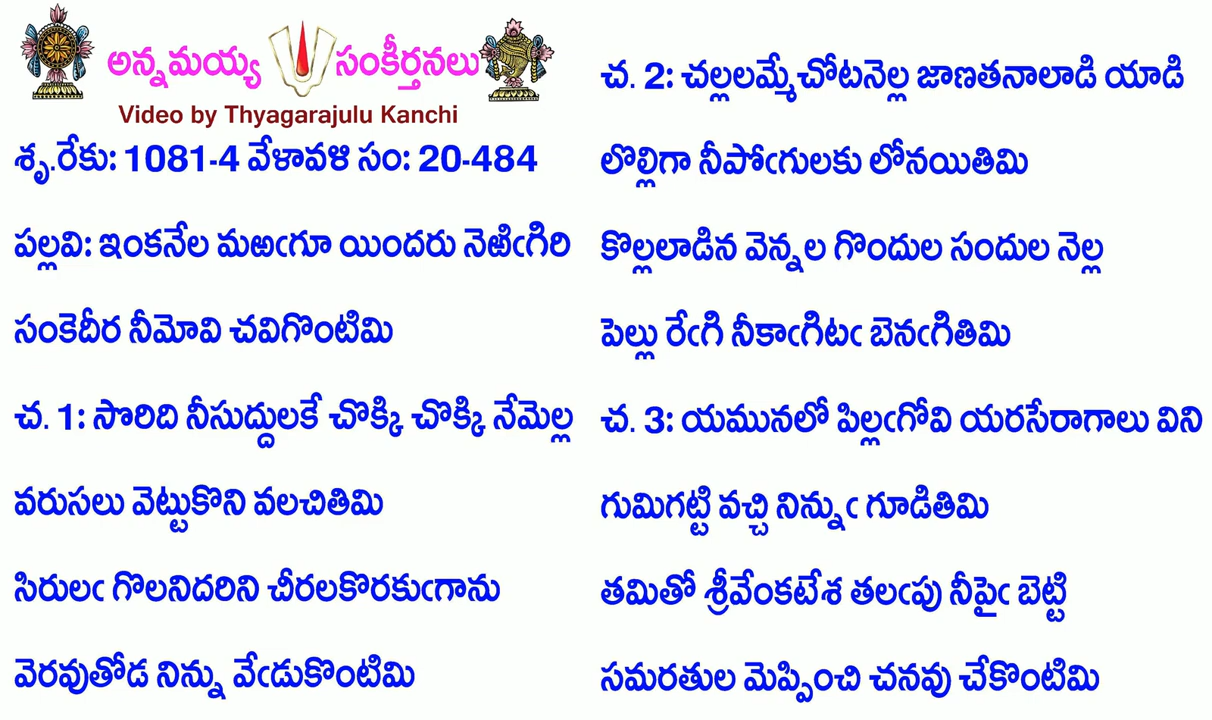 అన్నమయ్య సంకీర్తనలు
Video by Thyagarajulu Kanchi
శృ.రేకు: 1081-4 వేళావళి సం: 20-484
పల్లవి: ఇంకనేల మఱఁగూ యిందరు నెఱిఁగిరి
సంకెదీర నీమోవి చవిగొంటిమి
చ. 1: సొరిది నీసుద్దులకే చొక్కి చొక్కి నేమెల్ల
వరుసలు వెట్టుకొని వలచితిమి
సిరులఁ గొలనిదరిని చీరలకొరకుఁగాను
వెరవుతోడ నిన్ను వేఁడుకొంటిమి
చ. 2: చల్లలమ్మేచోటనెల్ల జాణతనాలాడి యాడి
లొల్లిగా నీపోఁగులకు లోనయితిమి
కొల్లలాడిన వెన్నల గొందుల సందుల నెల్ల
పెల్లు రేఁగి నీకాఁగిటఁ బెనఁగితిమి
చ. 3: యమునలో పిల్లఁగోవి యరసేరాగాలు విని
గుమిగట్టి వచ్చి నిన్నుఁ గూడితిమి
తమితో శ్రీవేంకటేశ తలఁపు నీపైఁ బెట్టి
సమరతుల మెప్పించి చనవు చేకొంటిమి